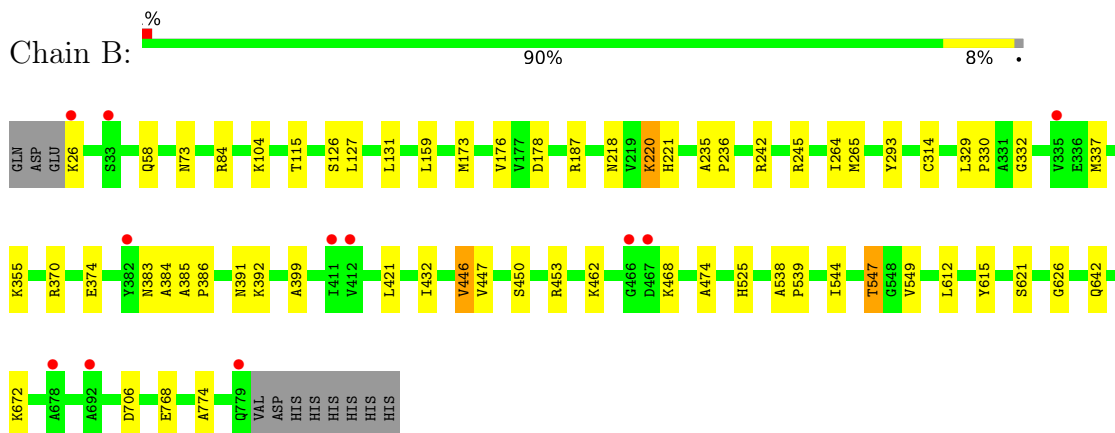 .%
Chain B:
90% 8% •
GLN ASP GLU K26 S33 Q58 N73 R84 K104 T115 S126 L127 L131 L159 M173 V176 V177 D178 R187 N218 V219 K220 H221 A235 P236 R242 R245 I264 M265 Y293 C314 L329 P330 A331 G332 V335 E336 M337
K355 R370 E374 Y382 N383 A384 A385 P386 N391 K392 A399 I411 V412 L421 I432 V446 V447 S450 R453 K462 G466 D467 K468 A474 H525 A538 P539 I544 T547 G548 V549 L612 Y615 S621 G626 Q642
K672 A678 A692 D706 E768 A774 Q779 VAL ASP HIS HIS HIS HIS HIS HIS